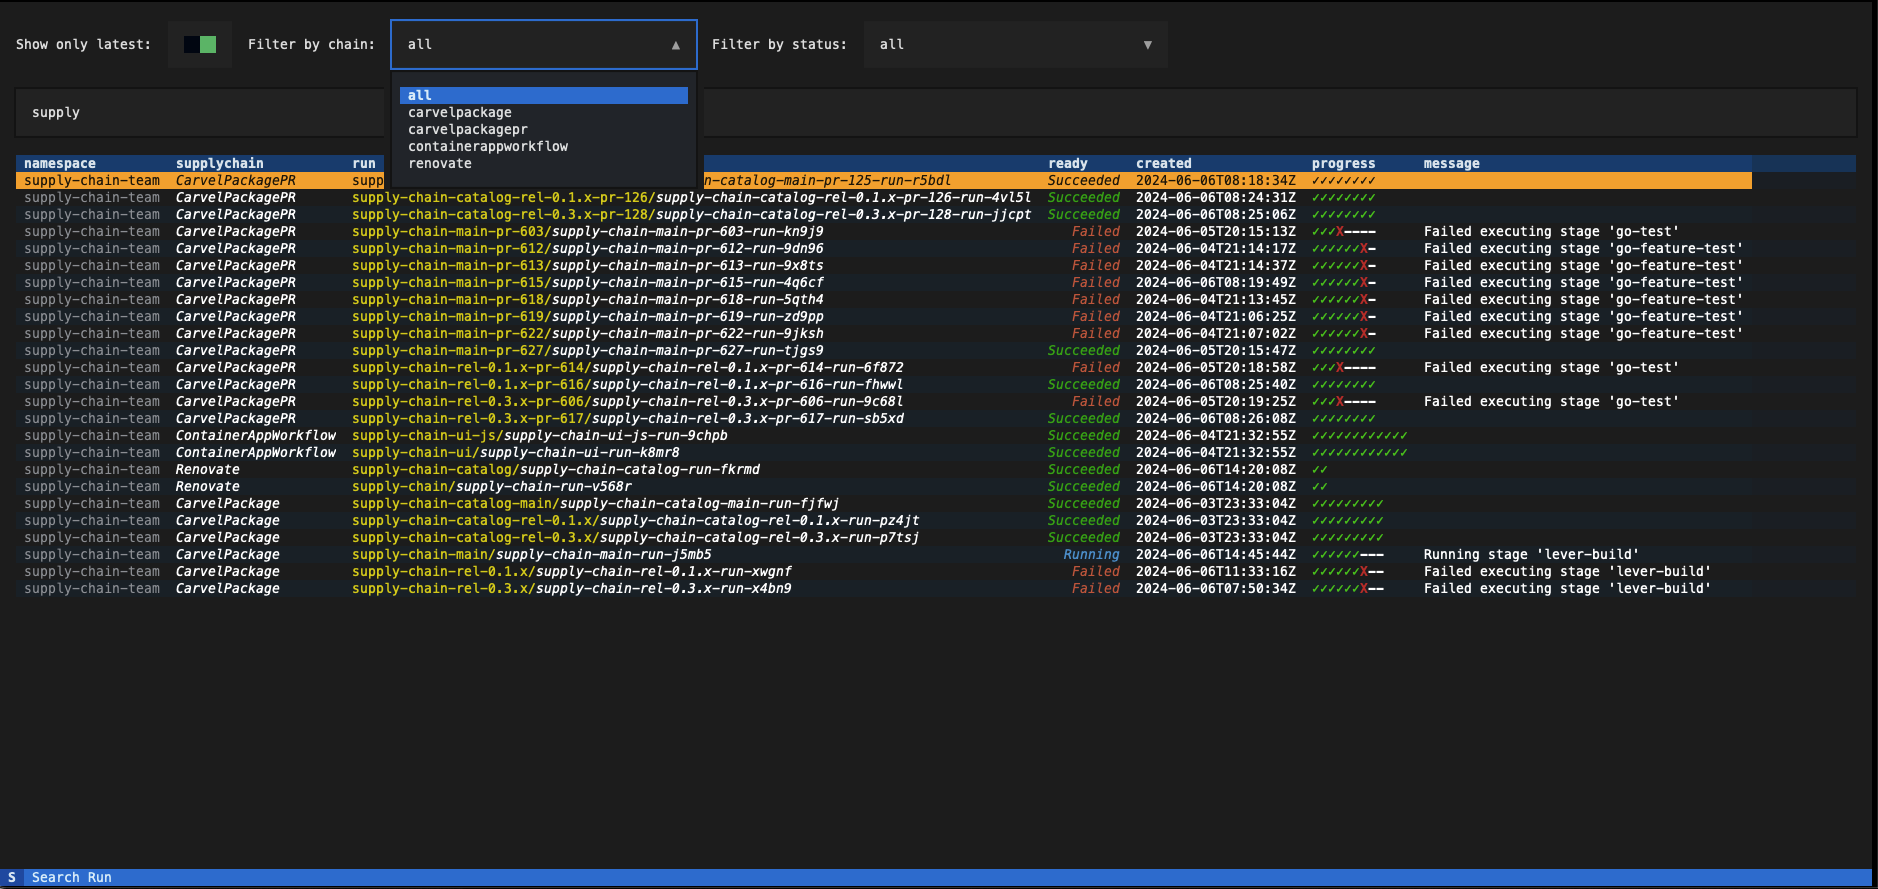 Show only latest: Filter by chain: all ▲ Filter by status: all ▼
all
carvelpackage
supply
carvelpackagepr
containerappworkflow
renovate
namespace supplychain run ready created progress message
supply-chain-team CarvelPackagePR supp n-catalog-main-pr-125-run-r5bdl Succeeded 2024-06-06T08:18:34Z ✓✓✓✓✓✓✓✓
supply-chain-team CarvelPackagePR supply-chain-catalog-rel-0.1.x-pr-126/supply-chain-catalog-rel-0.1.x-pr-126-run-4vl5l Succeeded 2024-06-06T08:24:31Z ✓✓✓✓✓✓✓✓
supply-chain-team CarvelPackagePR supply-chain-catalog-rel-0.3.x-pr-128/supply-chain-catalog-rel-0.3.x-pr-128-run-jjcpt Succeeded 2024-06-06T08:25:06Z ✓✓✓✓✓✓✓✓
supply-chain-team CarvelPackagePR supply-chain-main-pr-603/supply-chain-main-pr-603-run-kn9j9 Failed 2024-06-05T20:15:13Z ✓✓✓X---- Failed executing stage 'go-test'
supply-chain-team CarvelPackagePR supply-chain-main-pr-612/supply-chain-main-pr-612-run-9dn96 Failed 2024-06-04T21:14:17Z ✓✓✓✓✓✓X- Failed executing stage 'go-feature-test'
supply-chain-team CarvelPackagePR supply-chain-main-pr-613/supply-chain-main-pr-613-run-9x8ts Failed 2024-06-04T21:14:37Z ✓✓✓✓✓✓X- Failed executing stage 'go-feature-test'
supply-chain-team CarvelPackagePR supply-chain-main-pr-615/supply-chain-main-pr-615-run-4q6cf Failed 2024-06-06T08:19:49Z ✓✓✓✓✓✓X- Failed executing stage 'go-feature-test'
supply-chain-team CarvelPackagePR supply-chain-main-pr-618/supply-chain-main-pr-618-run-5qth4 Failed 2024-06-04T21:13:45Z ✓✓✓✓✓✓X- Failed executing stage 'go-feature-test'
supply-chain-team CarvelPackagePR supply-chain-main-pr-619/supply-chain-main-pr-619-run-zd9pp Failed 2024-06-04T21:06:25Z ✓✓✓✓✓✓X- Failed executing stage 'go-feature-test'
supply-chain-team CarvelPackagePR supply-chain-main-pr-622/supply-chain-main-pr-622-run-9jksh Failed 2024-06-04T21:07:02Z ✓✓✓✓✓✓X- Failed executing stage 'go-feature-test'
supply-chain-team CarvelPackagePR supply-chain-main-pr-627/supply-chain-main-pr-627-run-tjgs9 Succeeded 2024-06-05T20:15:47Z ✓✓✓✓✓✓✓✓
supply-chain-team CarvelPackagePR supply-chain-rel-0.1.x-pr-614/supply-chain-rel-0.1.x-pr-614-run-6f872 Failed 2024-06-05T20:18:58Z ✓✓✓X---- Failed executing stage 'go-test'
supply-chain-team CarvelPackagePR supply-chain-rel-0.1.x-pr-616/supply-chain-rel-0.1.x-pr-616-run-fhwwl Succeeded 2024-06-06T08:25:40Z ✓✓✓✓✓✓✓✓
supply-chain-team CarvelPackagePR supply-chain-rel-0.3.x-pr-606/supply-chain-rel-0.3.x-pr-606-run-9c68l Failed 2024-06-05T20:19:25Z ✓✓✓X---- Failed executing stage 'go-test'
supply-chain-team CarvelPackagePR supply-chain-rel-0.3.x-pr-617/supply-chain-rel-0.3.x-pr-617-run-sb5xd Succeeded 2024-06-06T08:26:08Z ✓✓✓✓✓✓✓✓
supply-chain-team ContainerAppWorkflow supply-chain-ui-js/supply-chain-ui-js-run-9chpb Succeeded 2024-06-04T21:32:55Z ✓✓✓✓✓✓✓✓✓✓✓✓
supply-chain-team ContainerAppWorkflow supply-chain-ui/supply-chain-ui-run-k8mr8 Succeeded 2024-06-04T21:32:55Z ✓✓✓✓✓✓✓✓✓✓✓✓
supply-chain-team Renovate supply-chain-catalog/supply-chain-catalog-run-fkrmd Succeeded 2024-06-06T14:20:08Z ✓✓
supply-chain-team Renovate supply-chain/supply-chain-run-v568r Succeeded 2024-06-06T14:20:08Z ✓✓
supply-chain-team CarvelPackage supply-chain-catalog-main/supply-chain-catalog-main-run-fjfwj Succeeded 2024-06-03T23:33:04Z ✓✓✓✓✓✓✓✓✓
supply-chain-team CarvelPackage supply-chain-catalog-rel-0.1.x/supply-chain-catalog-rel-0.1.x-run-pz4jt Succeeded 2024-06-03T23:33:04Z ✓✓✓✓✓✓✓✓✓
supply-chain-team CarvelPackage supply-chain-catalog-rel-0.3.x/supply-chain-catalog-rel-0.3.x-run-p7tsj Succeeded 2024-06-03T23:33:04Z ✓✓✓✓✓✓✓✓✓
supply-chain-team CarvelPackage supply-chain-main/supply-chain-main-run-j5mb5 Running 2024-06-06T14:45:44Z ✓✓✓✓✓✓--- Running stage 'lever-build'
supply-chain-team CarvelPackage supply-chain-rel-0.1.x/supply-chain-rel-0.1.x-run-xwgnf Failed 2024-06-06T11:33:16Z ✓✓✓✓✓✓X-- Failed executing stage 'lever-build'
supply-chain-team CarvelPackage supply-chain-rel-0.3.x/supply-chain-rel-0.3.x-run-x4bn9 Failed 2024-06-06T07:50:34Z ✓✓✓✓✓✓X-- Failed executing stage 'lever-build'
S Search Run